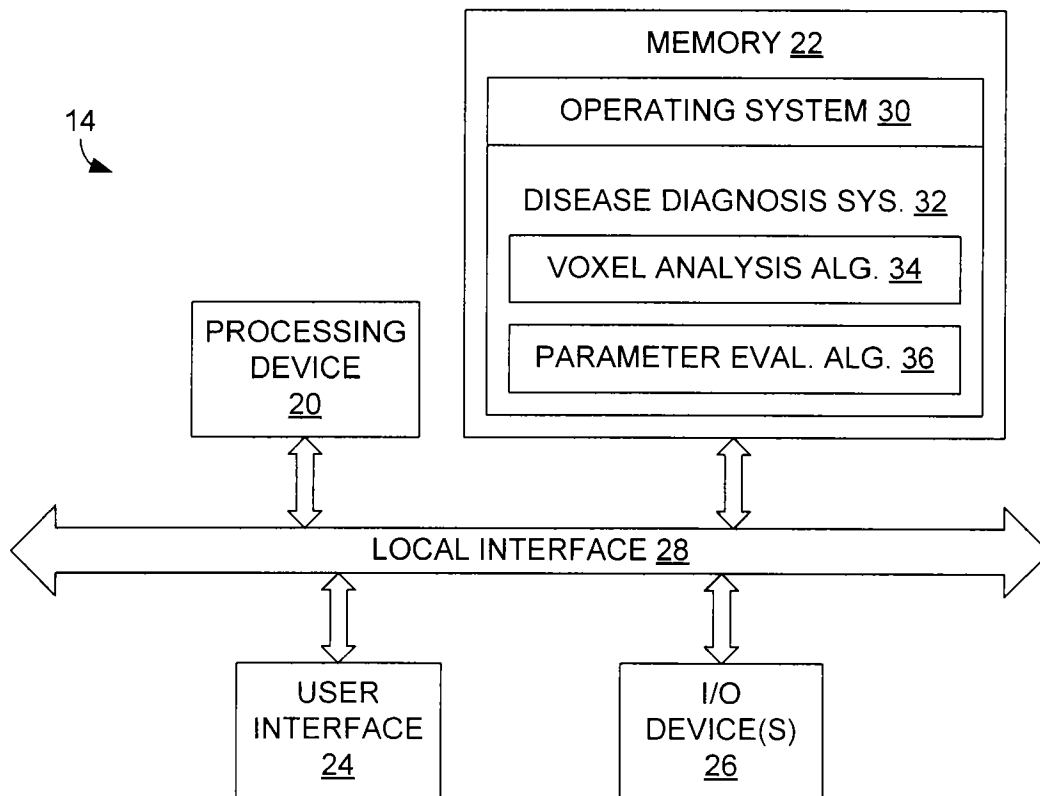 MEMORY 22
OPERATING SYSTEM 30
14
DISEASE DIAGNOSIS SYS. 32
VOXEL ANALYSIS ALG. 34
PROCESSING
DEVICE
20
PARAMETER EVAL. ALG. 36
LOCAL INTERFACE 28
USER
INTERFACE
24
I/O
DEVICE(S)
26